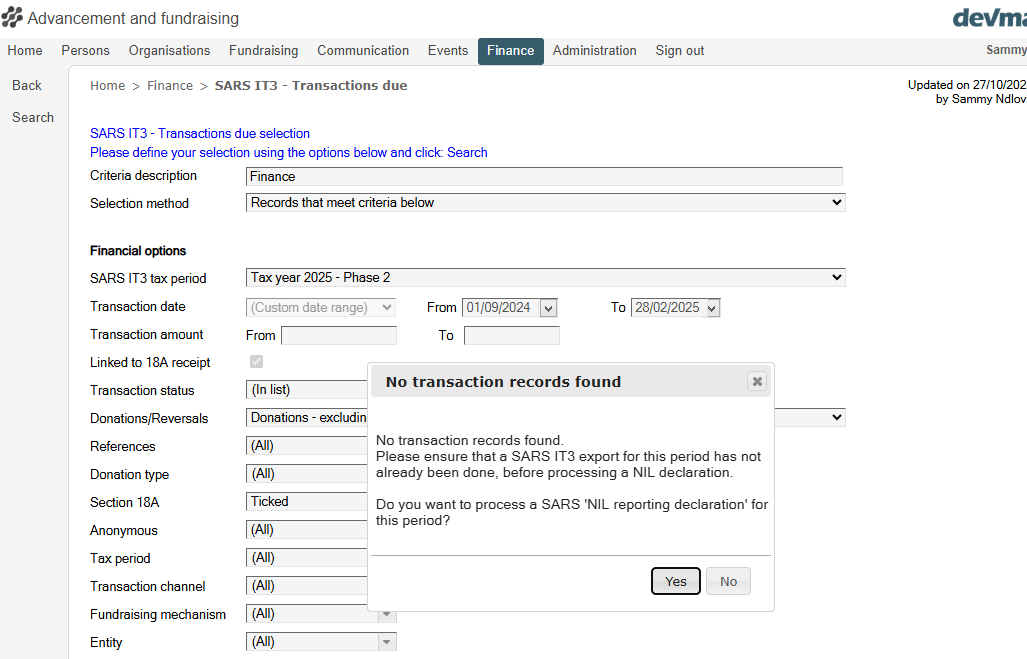 Advancement and fundraising
devma
Home Persons Organisations Fundraising Communication Events Finance Administration Sign out Sammy
Back
Search
Home > Finance > SARS IT3 - Transactions due
Updated on 27/10/202
by Sammy Ndlov
SARS IT3 - Transactions due selection
Please define your selection using the options below and click: Search
Criteria description Finance
Selection method Records that meet criteria below
Financial options
SARS IT3 tax period Tax year 2025 - Phase 2
Transaction date (Custom date range) From 01/09/2024 To 28/02/2025
Transaction amount From To
Linked to 18A receipt
Transaction status (In list)
Donations/Reversals Donations - excludin
References (All)
Donation type (All)
Section 18A Ticked
Anonymous (All)
Tax period (All)
Transaction channel (All)
Fundraising mechanism (All)
Entity (All)
No transaction records found
No transaction records found.
Please ensure that a SARS IT3 export for this period has not
already been done, before processing a NIL declaration.
Do you want to process a SARS 'NIL reporting declaration' for
this period?
Yes No